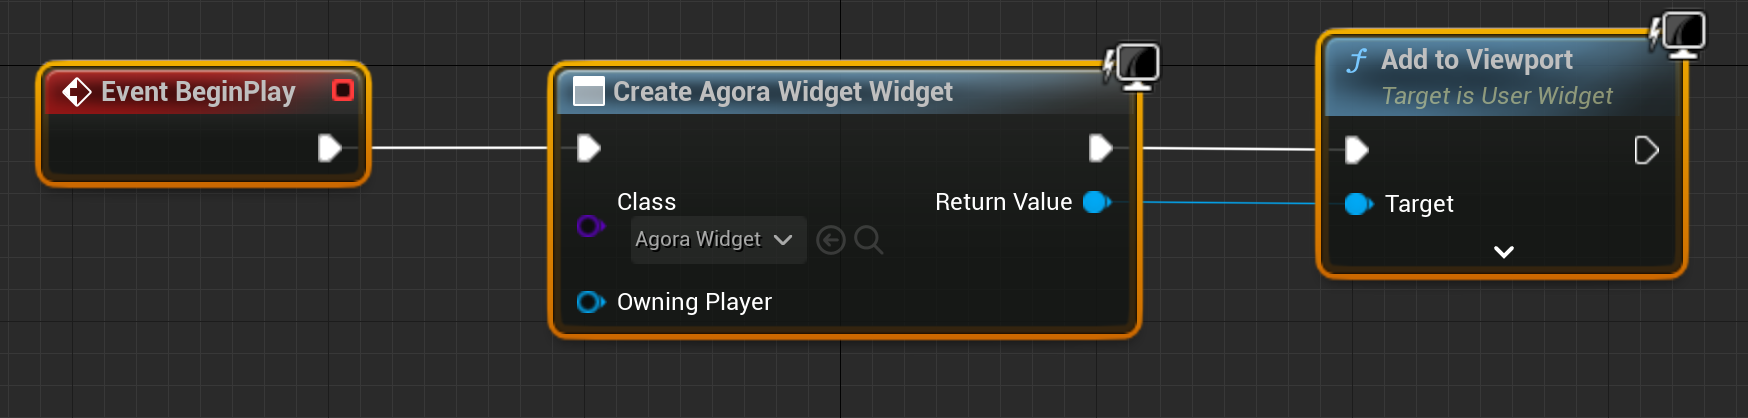 Event BeginPlay
Create Agora Widget Widget
Class
Agora Widget
Return Value
Owning Player
f Add to Viewport
Target is User Widget
Target